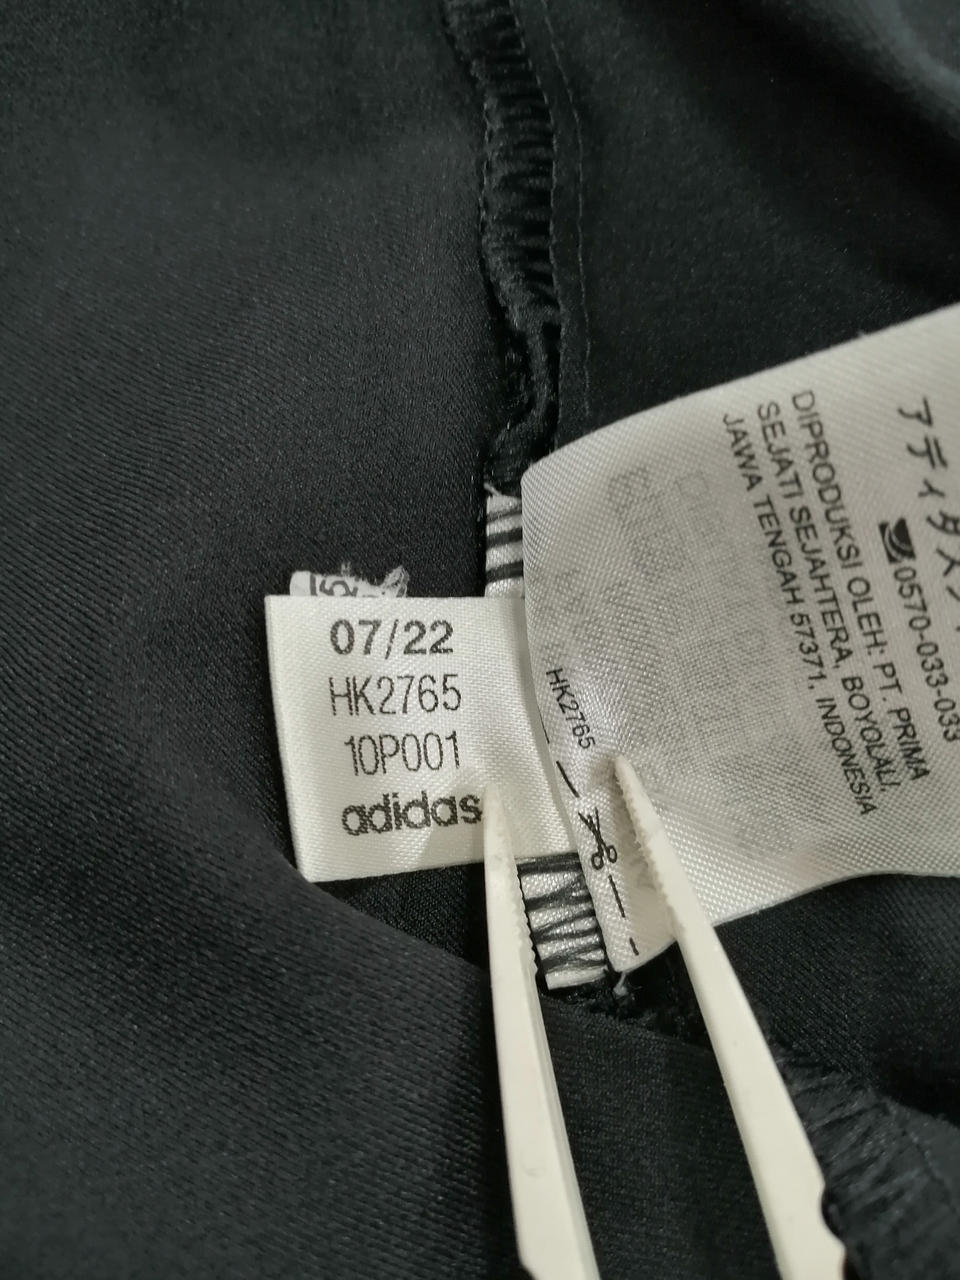 07/22
HK2765
10P001
adidas
HK2765
アディダス
0570-033-033
DIPRODUKSI OLEH: PT. PRIMA
SEJATI SEJAHTERA, BOYOLALI,
JAWA TENGAH 57371, INDONESIA